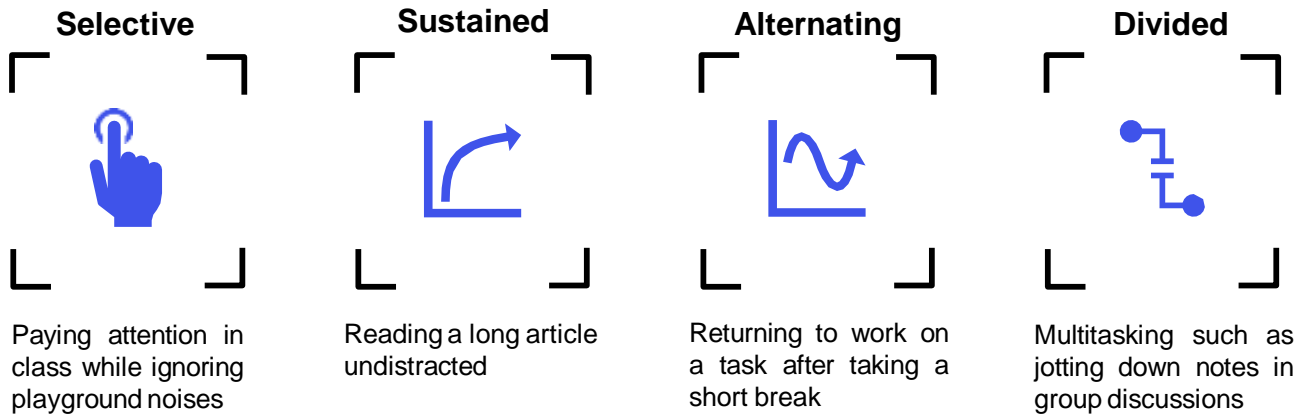 Selective
Paying attention in
class while ignoring
playground noises
Sustained
Reading a long article
undistracted
Alternating
Returning to work on
a task after taking a
short break
Divided
Multitasking such as
jotting down notes in
group discussions